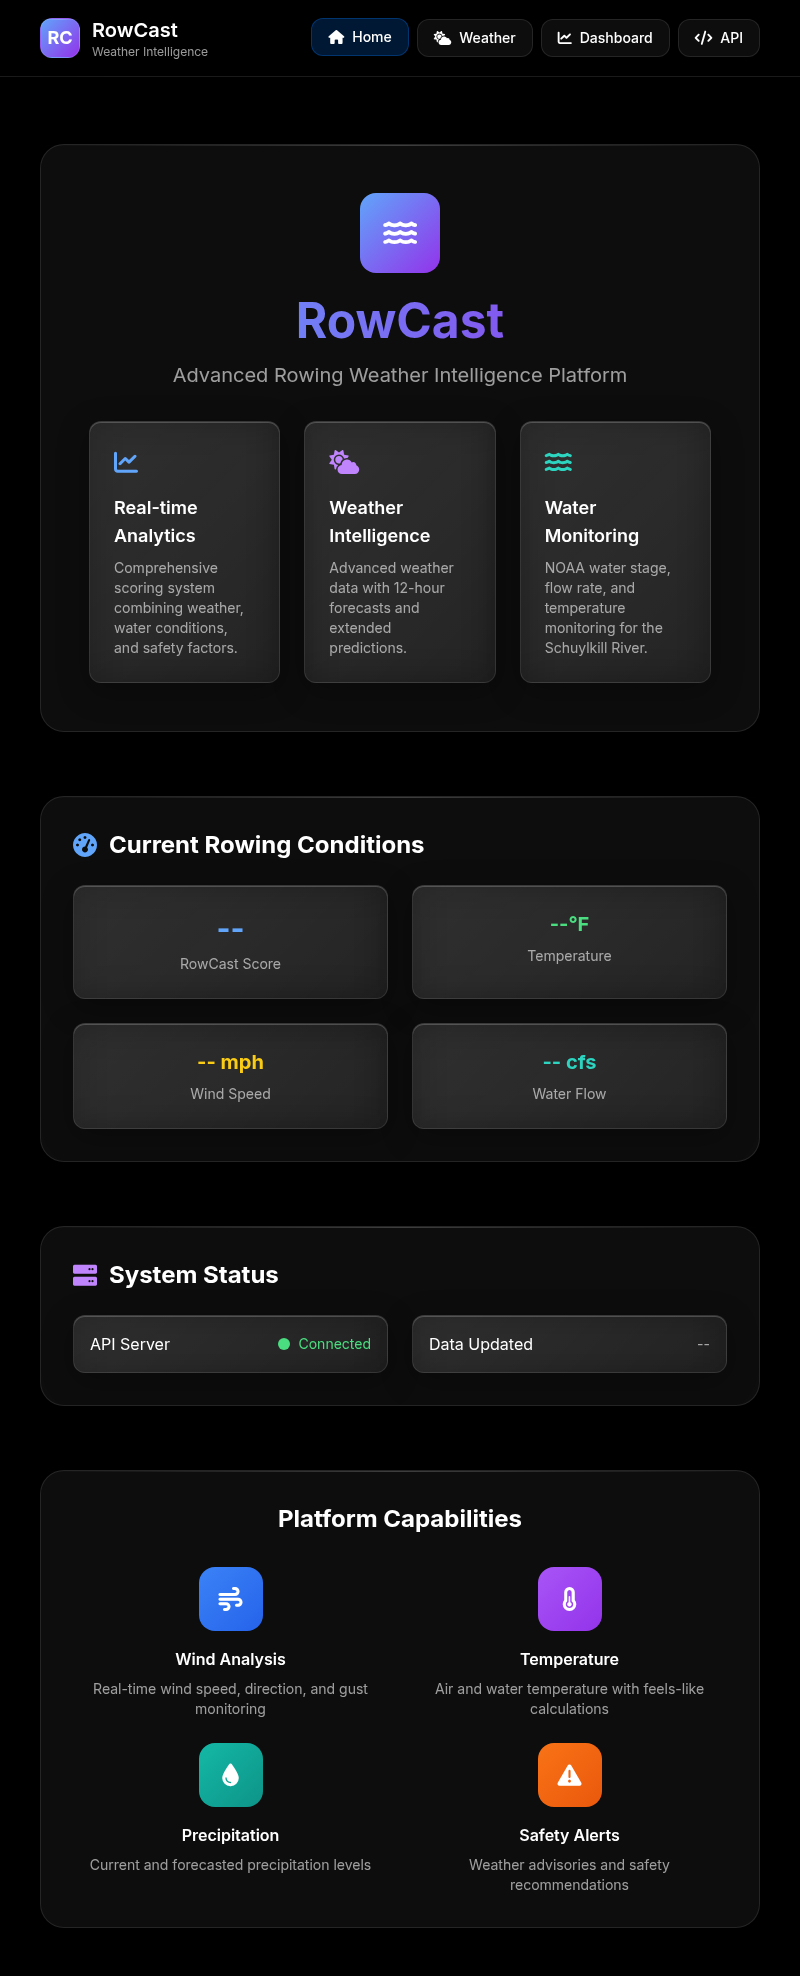 RC
RowCast
Weather Intelligence
Home
Weather
Dashboard
API
RowCast
Advanced Rowing Weather Intelligence Platform
Real-time
Analytics
Comprehensive
scoring system
combining weather,
water conditions,
and safety factors.
Weather
Intelligence
Advanced weather
data with 12-hour
forecasts and
extended
predictions.
Water
Monitoring
NOAA water stage,
flow rate, and
temperature
monitoring for the
Schuylkill River.
Current Rowing Conditions
--
RowCast Score
--°F
Temperature
-- mph
Wind Speed
-- cfs
Water Flow
System Status
API Server
Connected
Data Updated
--
Platform Capabilities
Wind Analysis
Real-time wind speed, direction, and gust
monitoring
Temperature
Air and water temperature with feels-like
calculations
Precipitation
Current and forecasted precipitation levels
Safety Alerts
Weather advisories and safety
recommendations